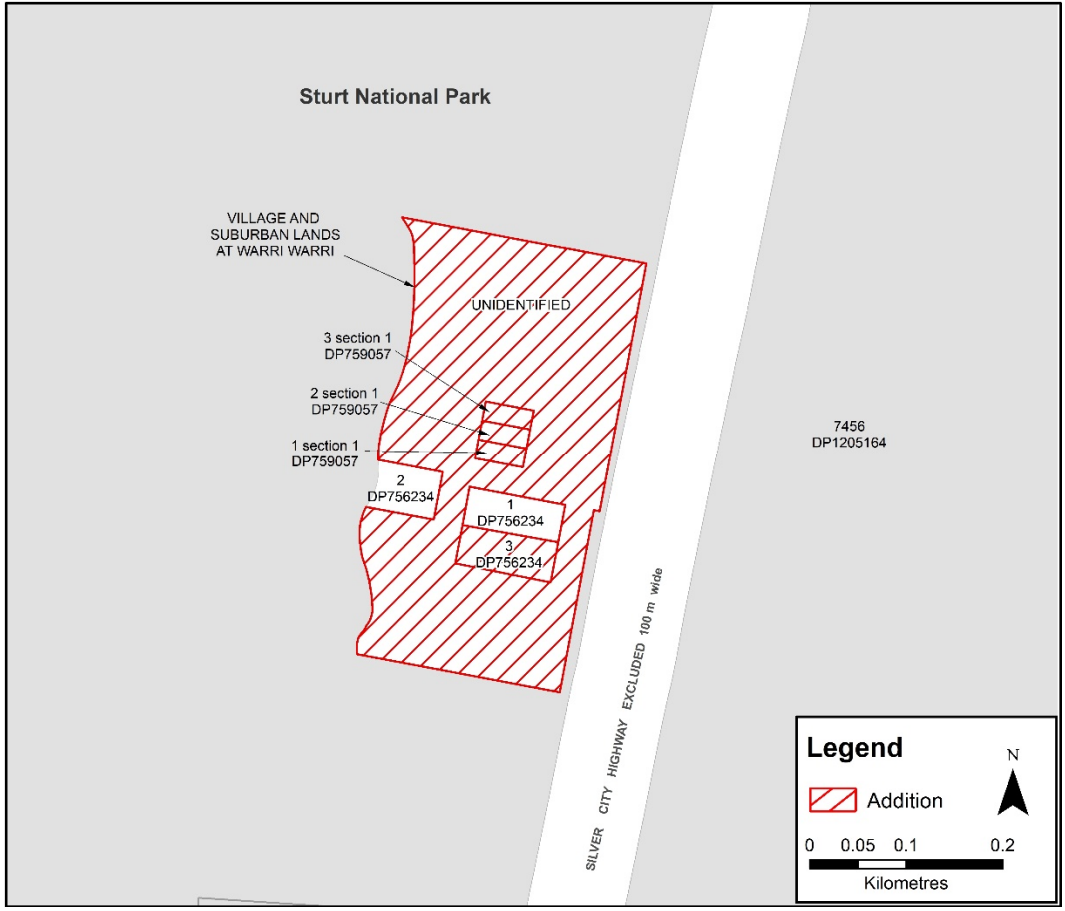 Sturt National Park
VILLAGE AND
SUBURBAN LANDS
AT WARRI WARRI
UNIDENTIFIED
3 section 1
DP759057
2 section 1
DP759057
1 section 1
DP759057
7456
DP1205164
2
DP756234
1
DP756234
3
DP756234
SILVER CITY HIGHWAY EXCLUDED 100 m wide
Legend
N
Addition
0 0.05 0.1 0.2
Kilometres